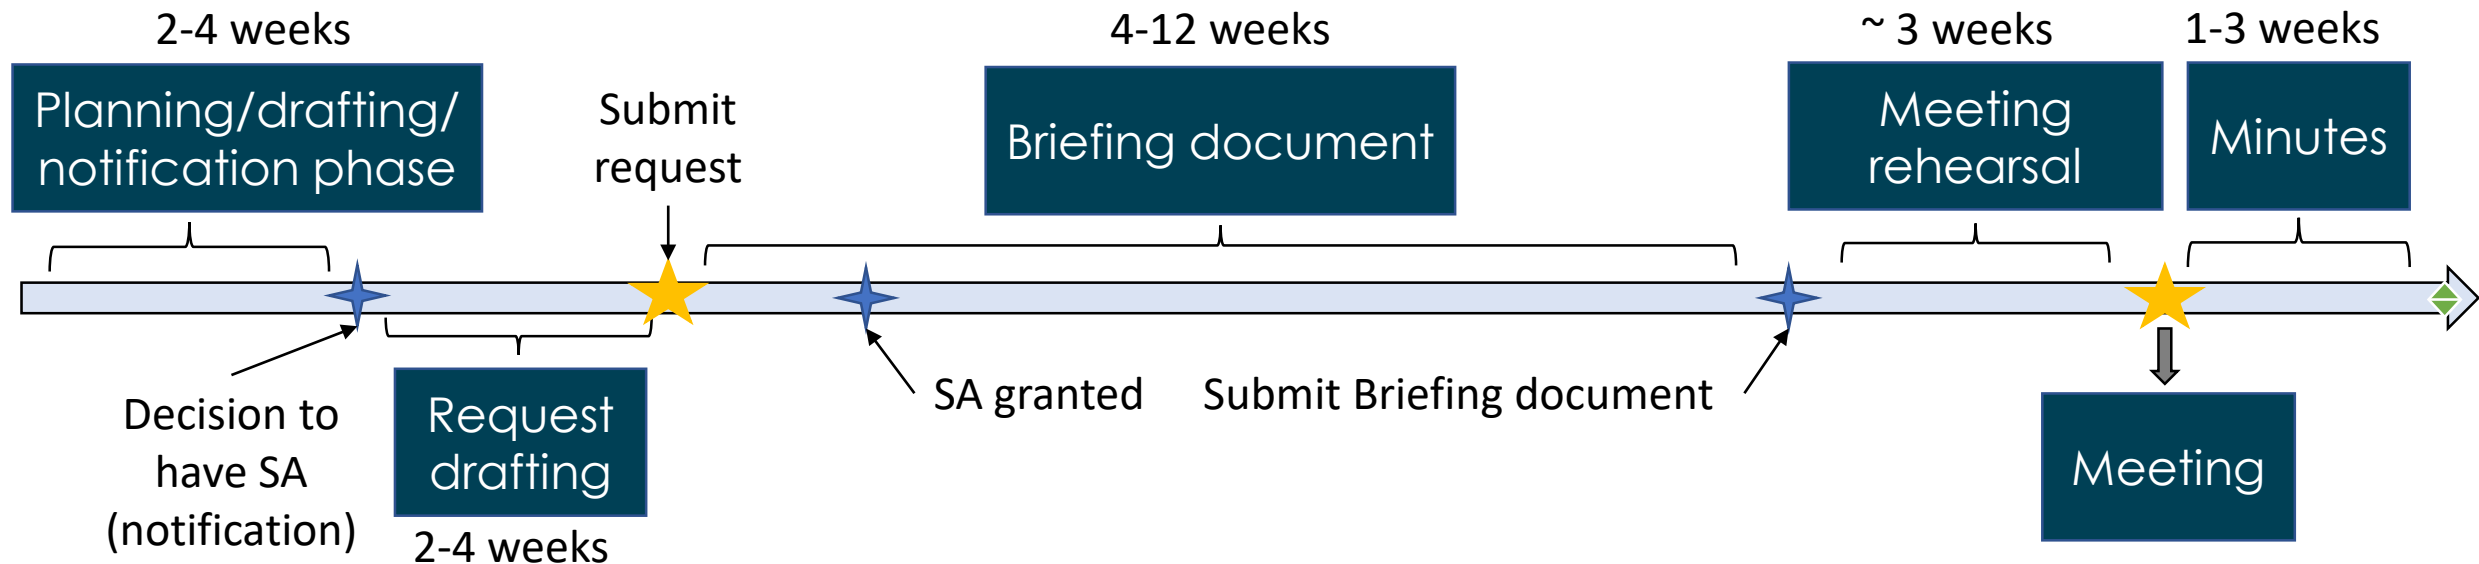 2-4 weeks
Planning/drafting/
notification phase
Submit
request
4-12 weeks
Briefing document
~ 3 weeks
Meeting
rehearsal
1-3 weeks
Minutes
Decision to
have SA
(notification)
Request
drafting
2-4 weeks
SA granted
Submit Briefing document
Meeting